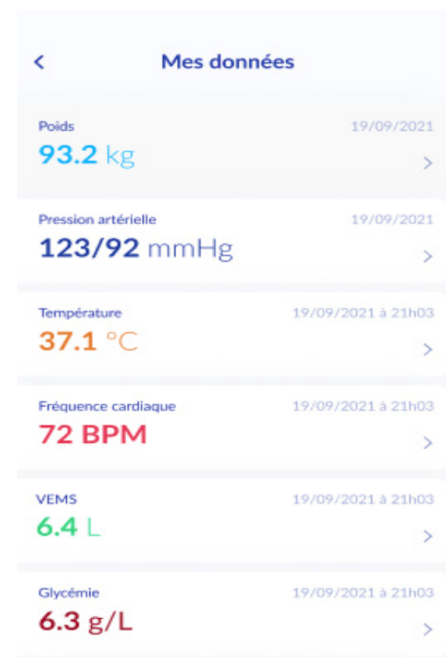 Mes données
Poids 19/09/2021
93.2 kg
Pression artérielle 19/09/2021
123/92 mmHg
Température 19/09/2021 à 21h03
37.1 °C
Fréquence cardiaque 19/09/2021 à 21h03
72 BPM
VEMS 19/09/2021 à 21h03
6.4 L
Glycémie 19/09/2021 à 21h03
6.3 g/L